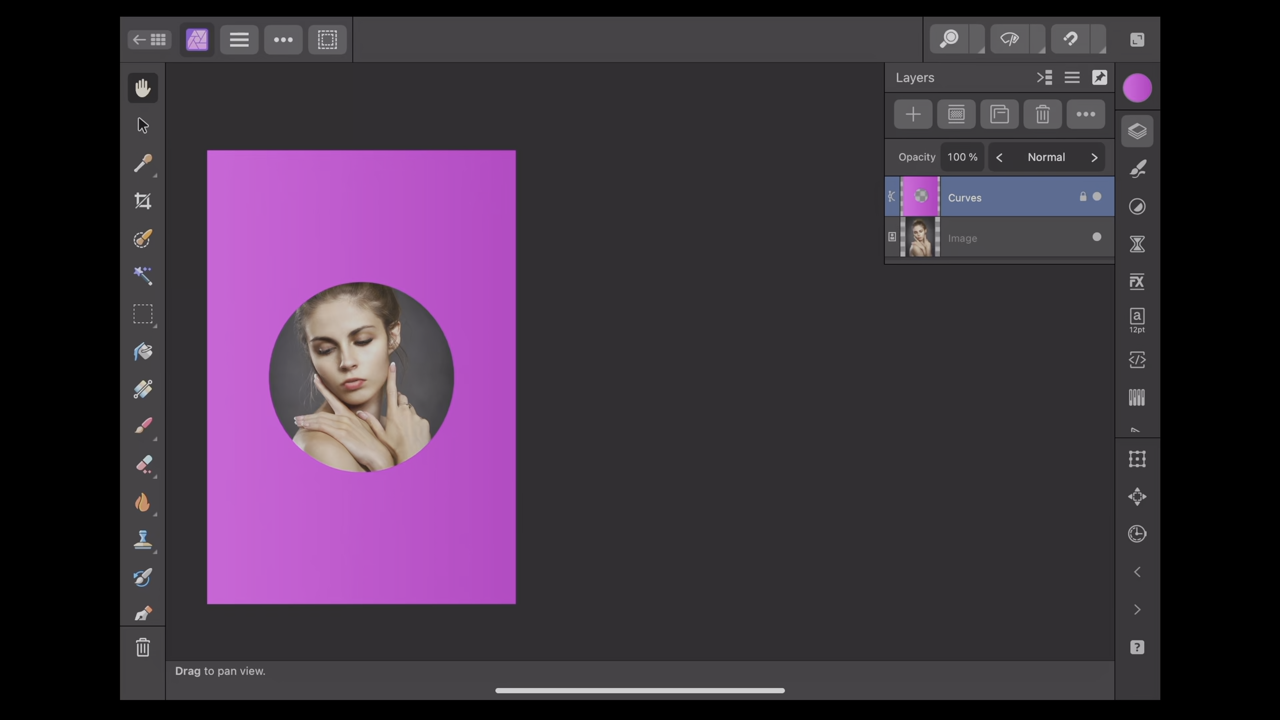 Layers
Opacity 100 % Normal
Curves
Image
a
12pt
?
Drag to pan view.